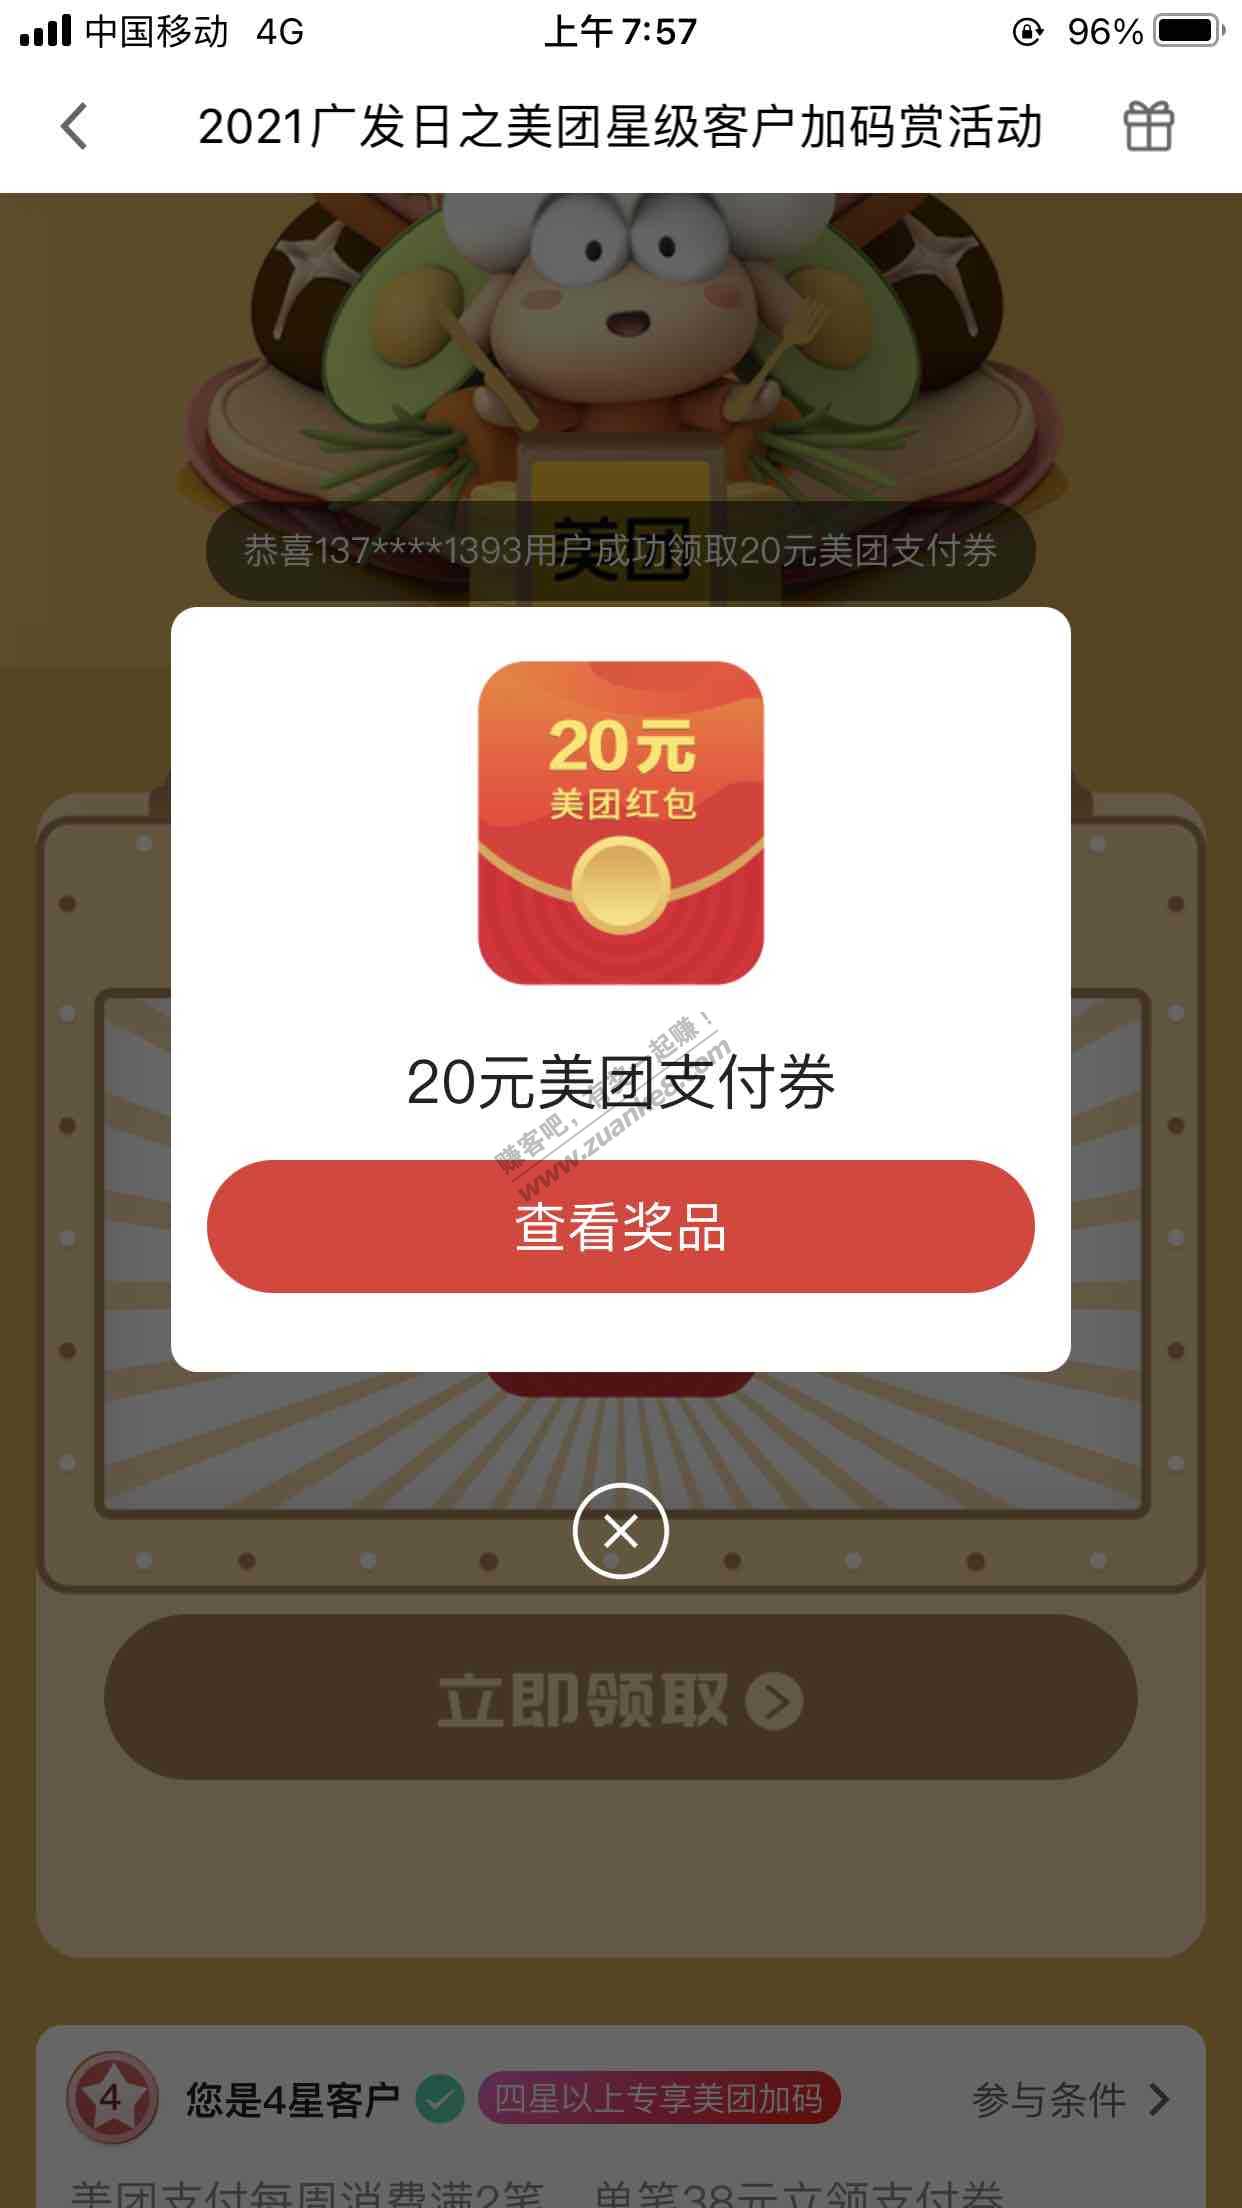 中国移动 4G 上午7:57 96%
2021广发日之美团星级客户加码赏活动
美团
恭喜137****1393用户成功领取20元美团支付券
20元
美团红包
20元美团支付券
赚客吧，有奖一起赚！
www.zuanke8.com
查看奖品
立即领取
4 您是4星客户 四星以上专享美团加码 参与条件
美团支付每周消费满2笔，单笔38元立领支付券